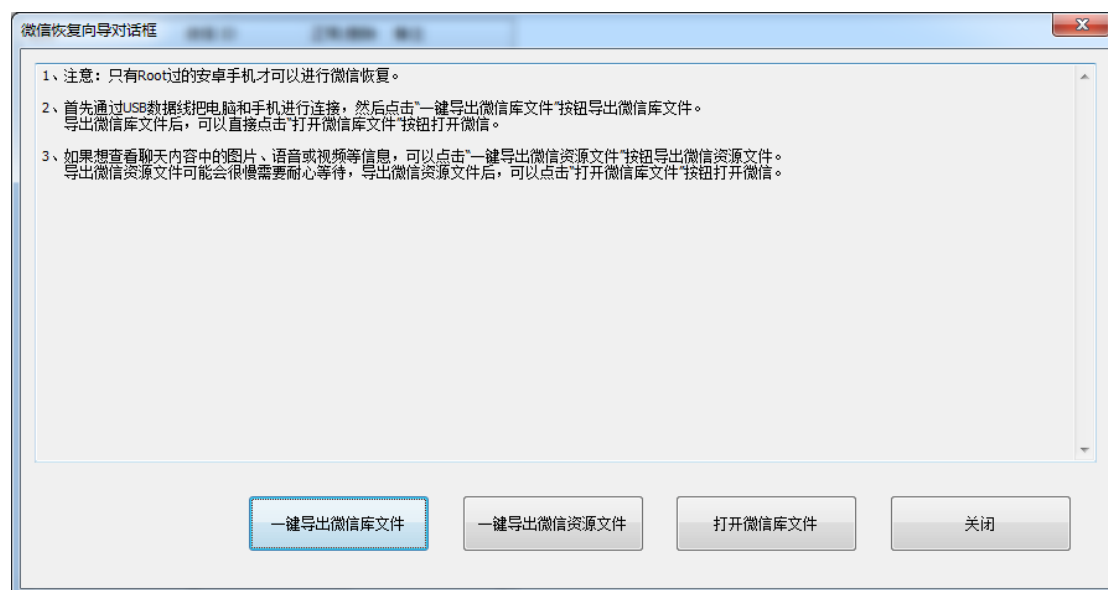 微信恢复向导对话框
1、注意：只有Root过的安卓手机才可以进行微信恢复。
2、首先通过USB数据线把电脑和手机进行连接，然后点击“一键导出微信库文件”按钮导出微信库文件。
导出微信库文件后，可以直接点击“打开微信库文件”按钮打开微信。
3、如果想查看聊天内容中的图片、语音或视频等信息，可以点击“一键导出微信资源文件”按钮导出微信资源文件。
导出微信资源文件可能会很慢需要耐心等待，导出微信资源文件后，可以点击“打开微信库文件”按钮打开微信。
一键导出微信库文件
一键导出微信资源文件
打开微信库文件
关闭